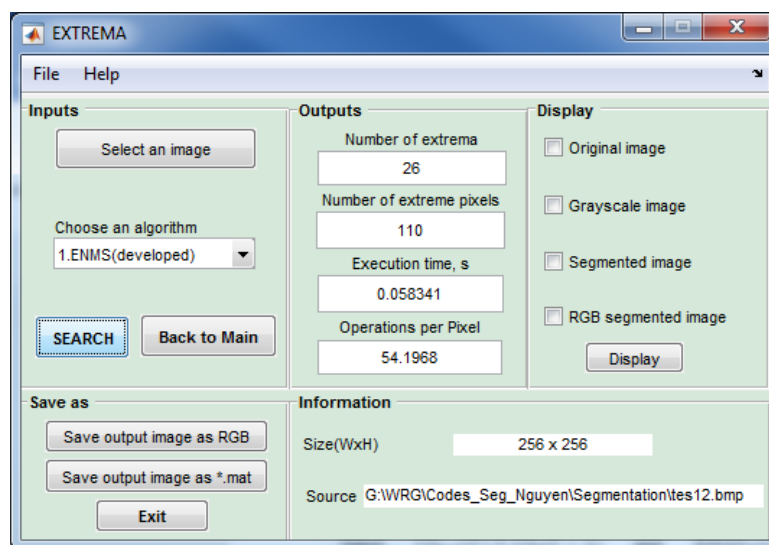 EXTREMA
File Help
Inputs
Select an image
Choose an algorithm
1.ENMS(developed)
SEARCH
Back to Main
Outputs
Number of extrema
26
Number of extreme pixels
110
Execution time, s
0.058341
Operations per Pixel
54.1968
Display
Original image
Grayscale image
Segmented image
RGB segmented image
Display
Save as
Save output image as RGB
Save output image as *.mat
Exit
Information
Size(WxH) 256 x 256
Source G:\WRG\Codes_Seg_Nguyen\Segmentation\tes12.bmp